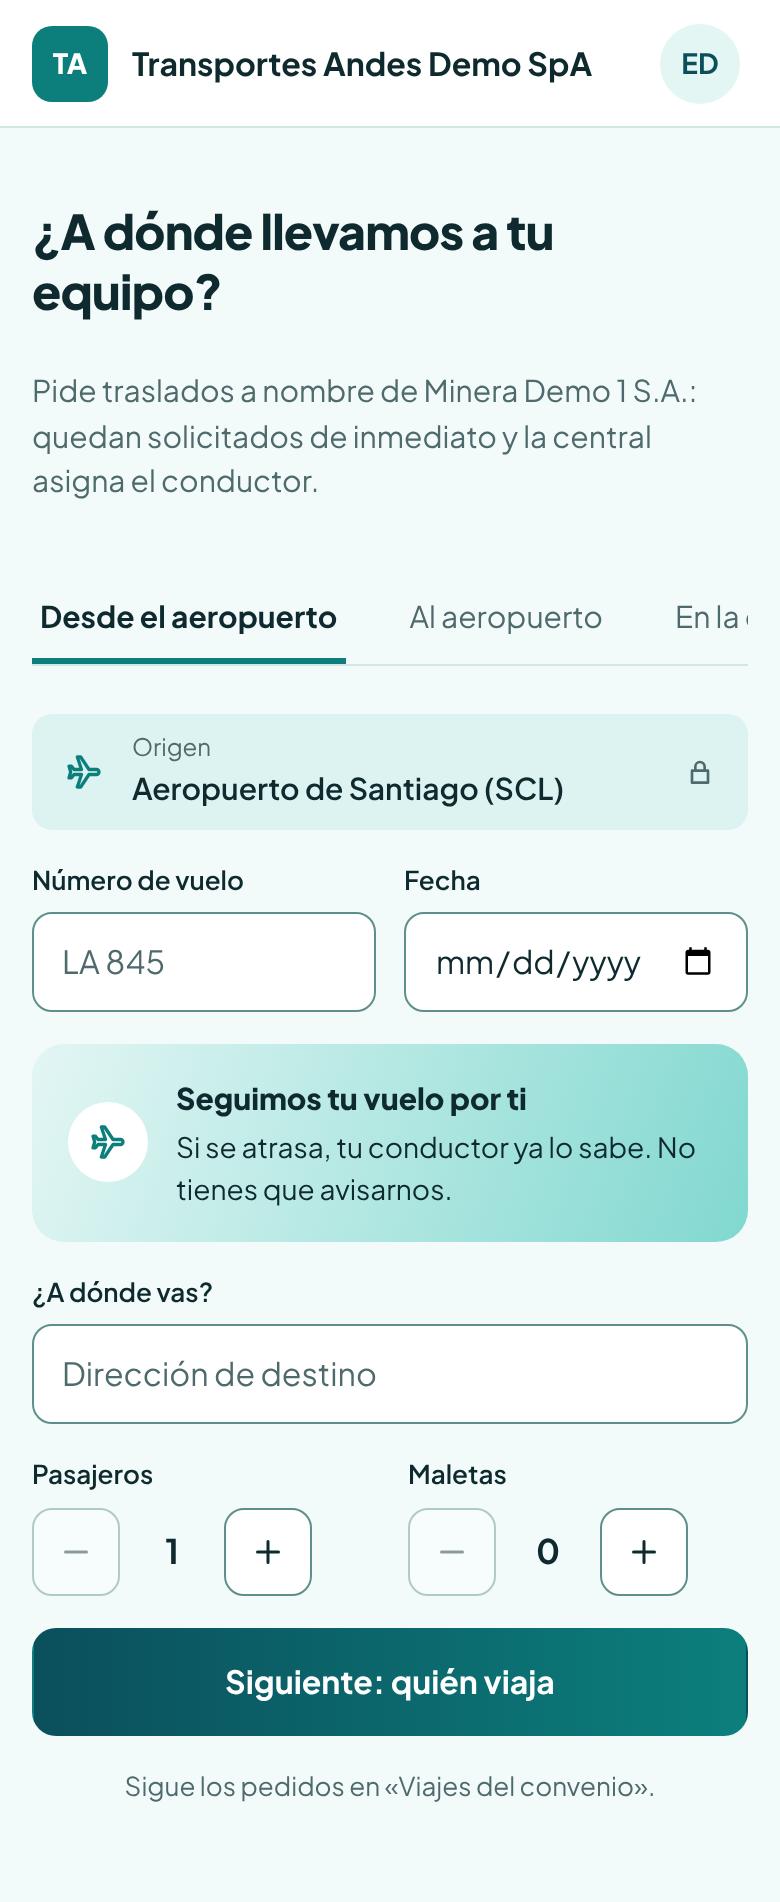 TA
Transportes Andes Demo SpA
ED
¿A dónde llevamos a tu
equipo?
Pide traslados a nombre de Minera Demo 1 S.A.:
quedan solicitados de inmediato y la central
asigna el conductor.
Desde el aeropuerto
Al aeropuerto
En la
Origen
Aeropuerto de Santiago (SCL)
Número de vuelo
Fecha
LA 845
mm/dd/yyyy
Seguimos tu vuelo por ti
Si se atrasa, tu conductor ya lo sabe. No
tienes que avisarnos.
¿A dónde vas?
Dirección de destino
Pasajeros
Maletas
− 1 +
− 0 +
Siguiente: quién viaja
Sigue los pedidos en «Viajes del convenio».